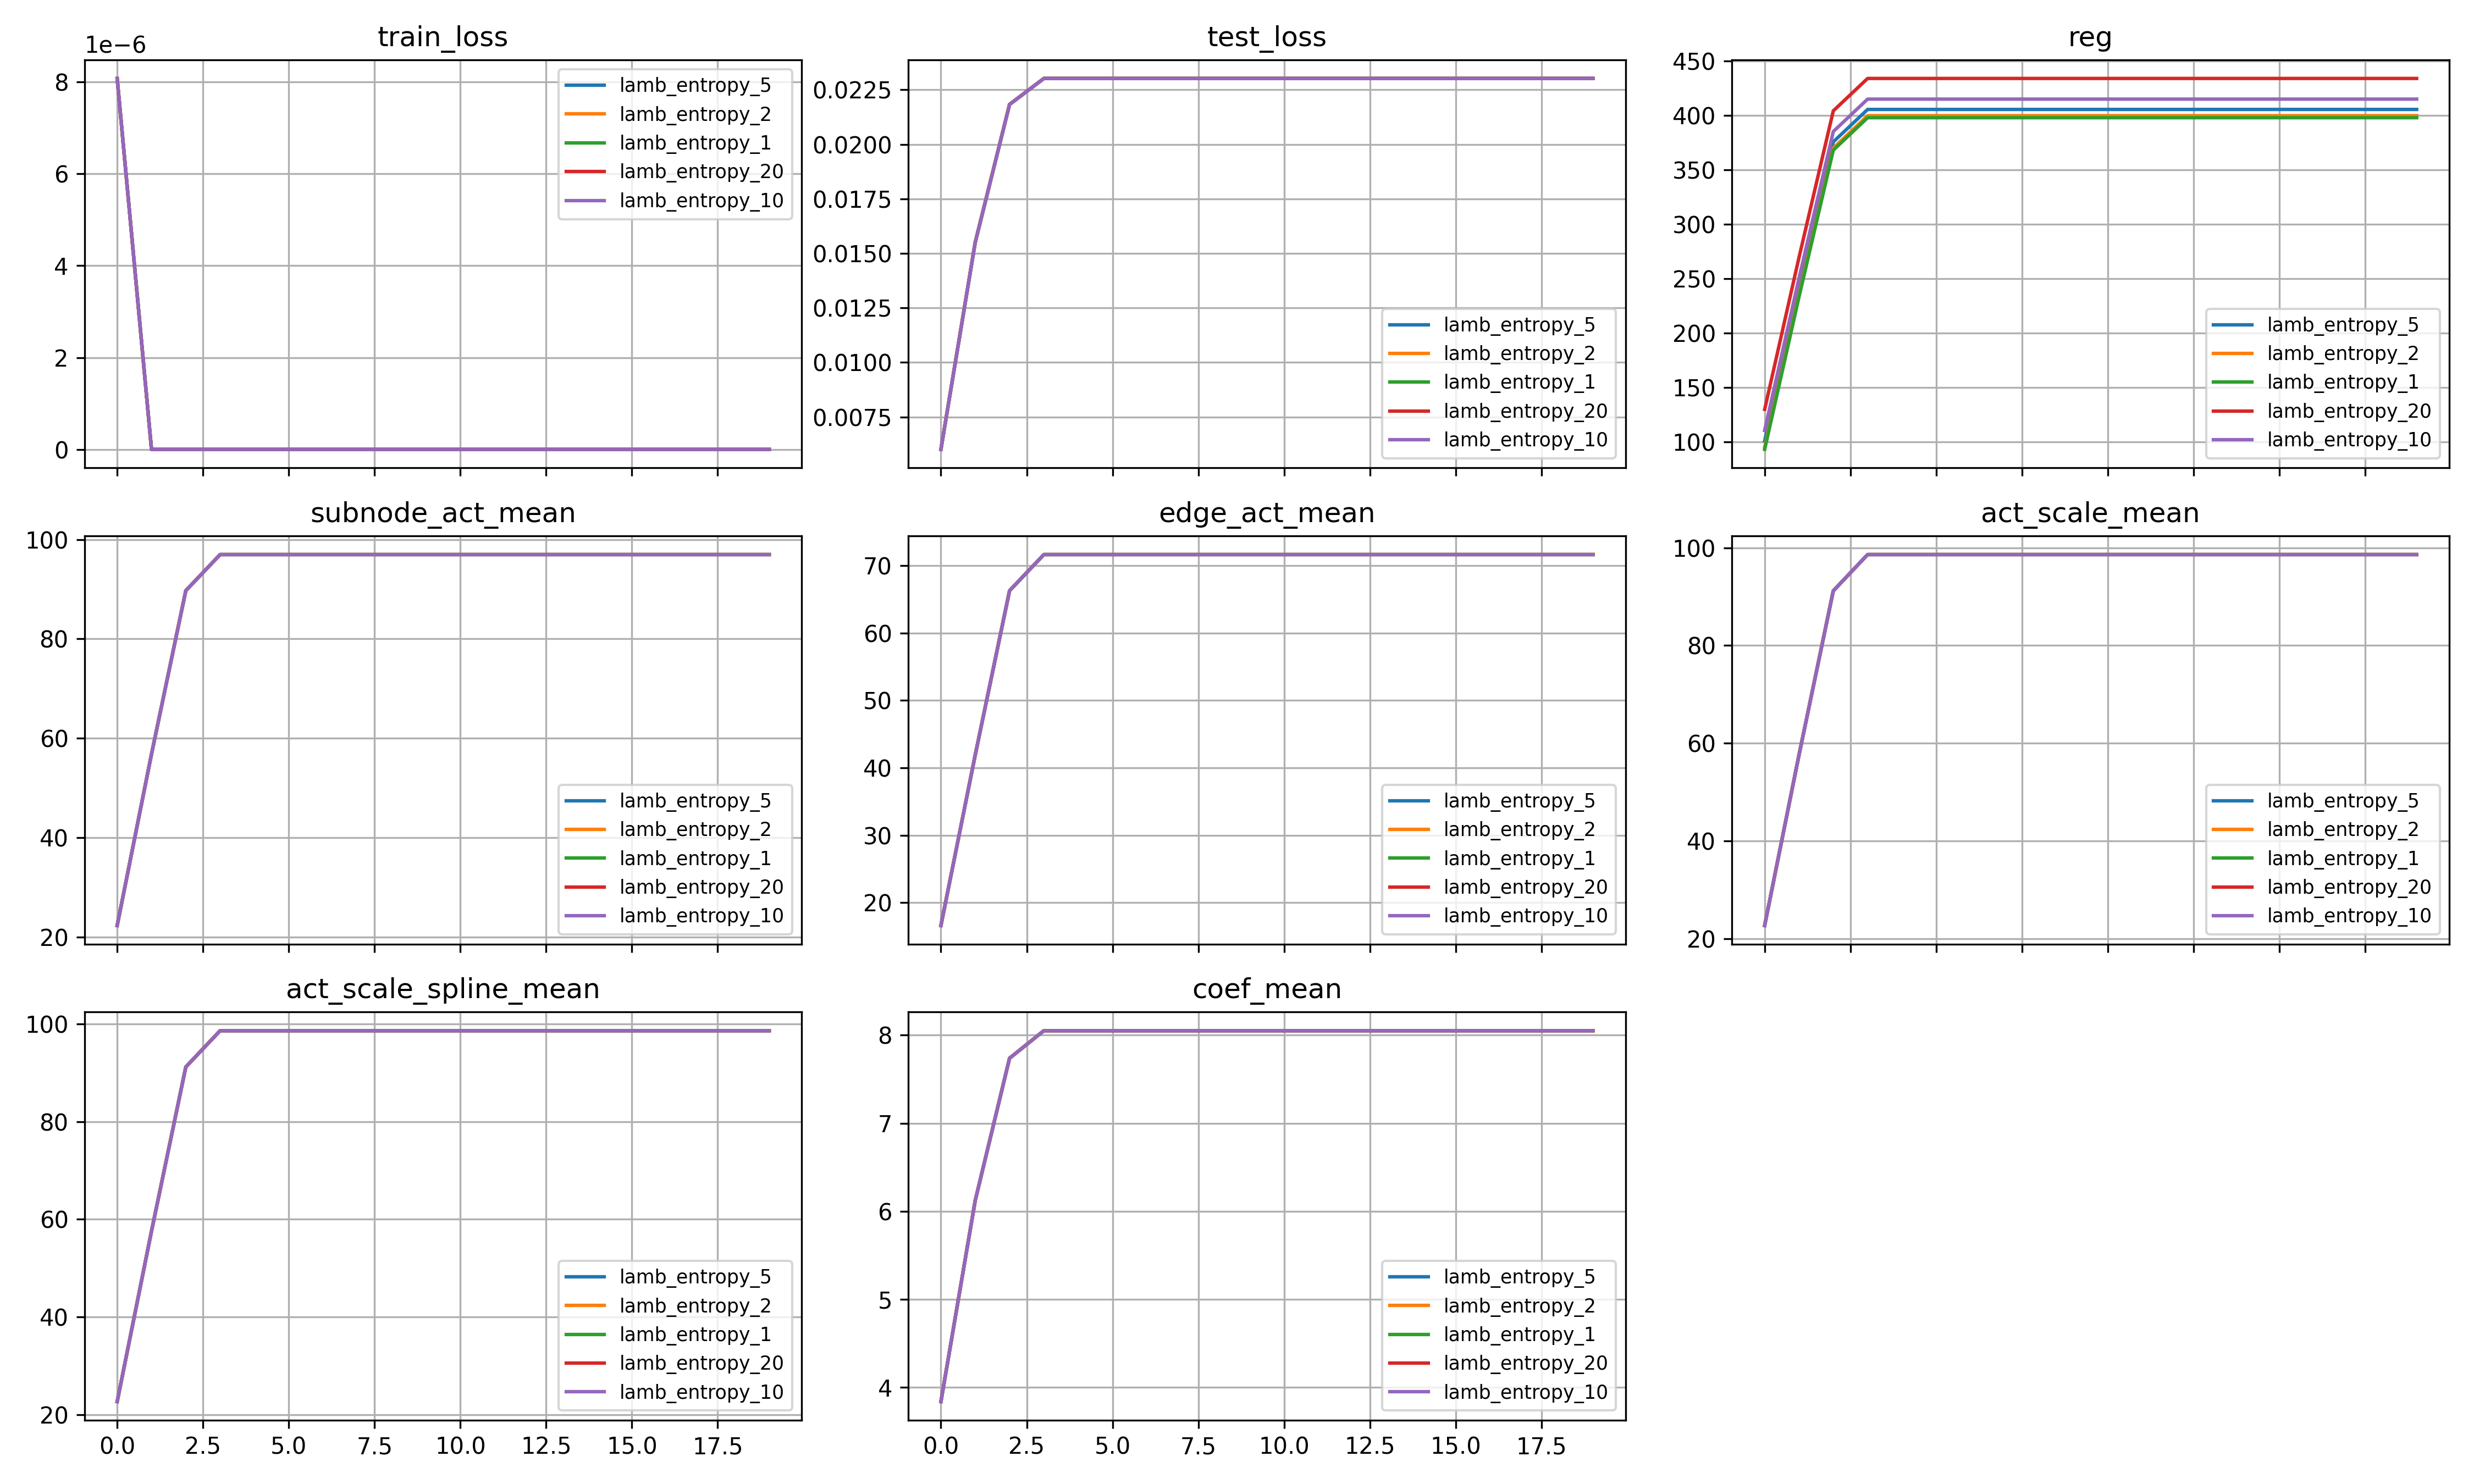 train_loss
1e−6
8
6
4
2
0
lamb_entropy_5
lamb_entropy_2
lamb_entropy_1
lamb_entropy_20
lamb_entropy_10
test_loss
0.0225
0.0200
0.0175
0.0150
0.0125
0.0100
0.0075
lamb_entropy_5
lamb_entropy_2
lamb_entropy_1
lamb_entropy_20
lamb_entropy_10
reg
450
400
350
300
250
200
150
100
lamb_entropy_5
lamb_entropy_2
lamb_entropy_1
lamb_entropy_20
lamb_entropy_10
subnode_act_mean
100
80
60
40
20
lamb_entropy_5
lamb_entropy_2
lamb_entropy_1
lamb_entropy_20
lamb_entropy_10
edge_act_mean
70
60
50
40
30
20
lamb_entropy_5
lamb_entropy_2
lamb_entropy_1
lamb_entropy_20
lamb_entropy_10
act_scale_mean
100
80
60
40
20
lamb_entropy_5
lamb_entropy_2
lamb_entropy_1
lamb_entropy_20
lamb_entropy_10
act_scale_spline_mean
100
80
60
40
20
lamb_entropy_5
lamb_entropy_2
lamb_entropy_1
lamb_entropy_20
lamb_entropy_10
0.0 2.5 5.0 7.5 10.0 12.5 15.0 17.5
coef_mean
8
7
6
5
4
lamb_entropy_5
lamb_entropy_2
lamb_entropy_1
lamb_entropy_20
lamb_entropy_10
0.0 2.5 5.0 7.5 10.0 12.5 15.0 17.5